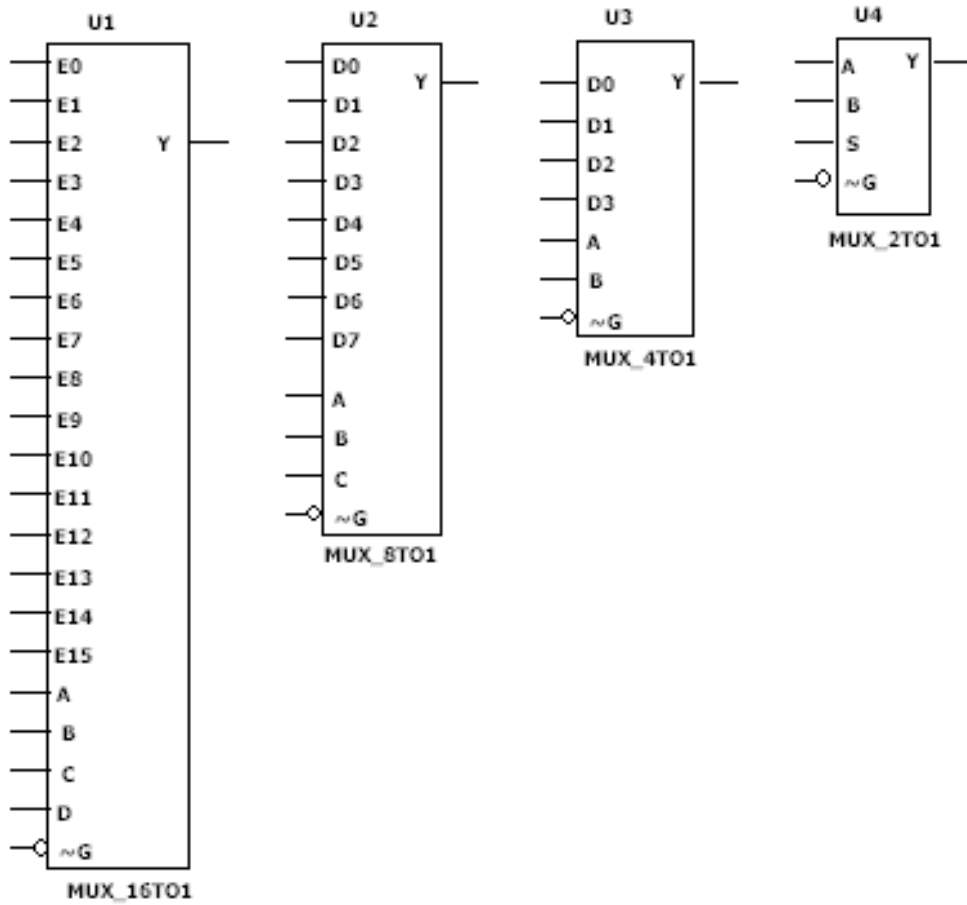 U1
E0
E1
E2
Y
E3
E4
E5
E6
E7
E8
E9
E10
E11
E12
E13
E14
E15
A
B
C
D
~G
MUX_16TO1
U2
D0
Y
D1
D2
D3
D4
D5
D6
D7
A
B
C
~G
MUX_8TO1
U3
D0
Y
D1
D2
D3
A
B
~G
MUX_4TO1
U4
A
Y
B
S
~G
MUX_2TO1